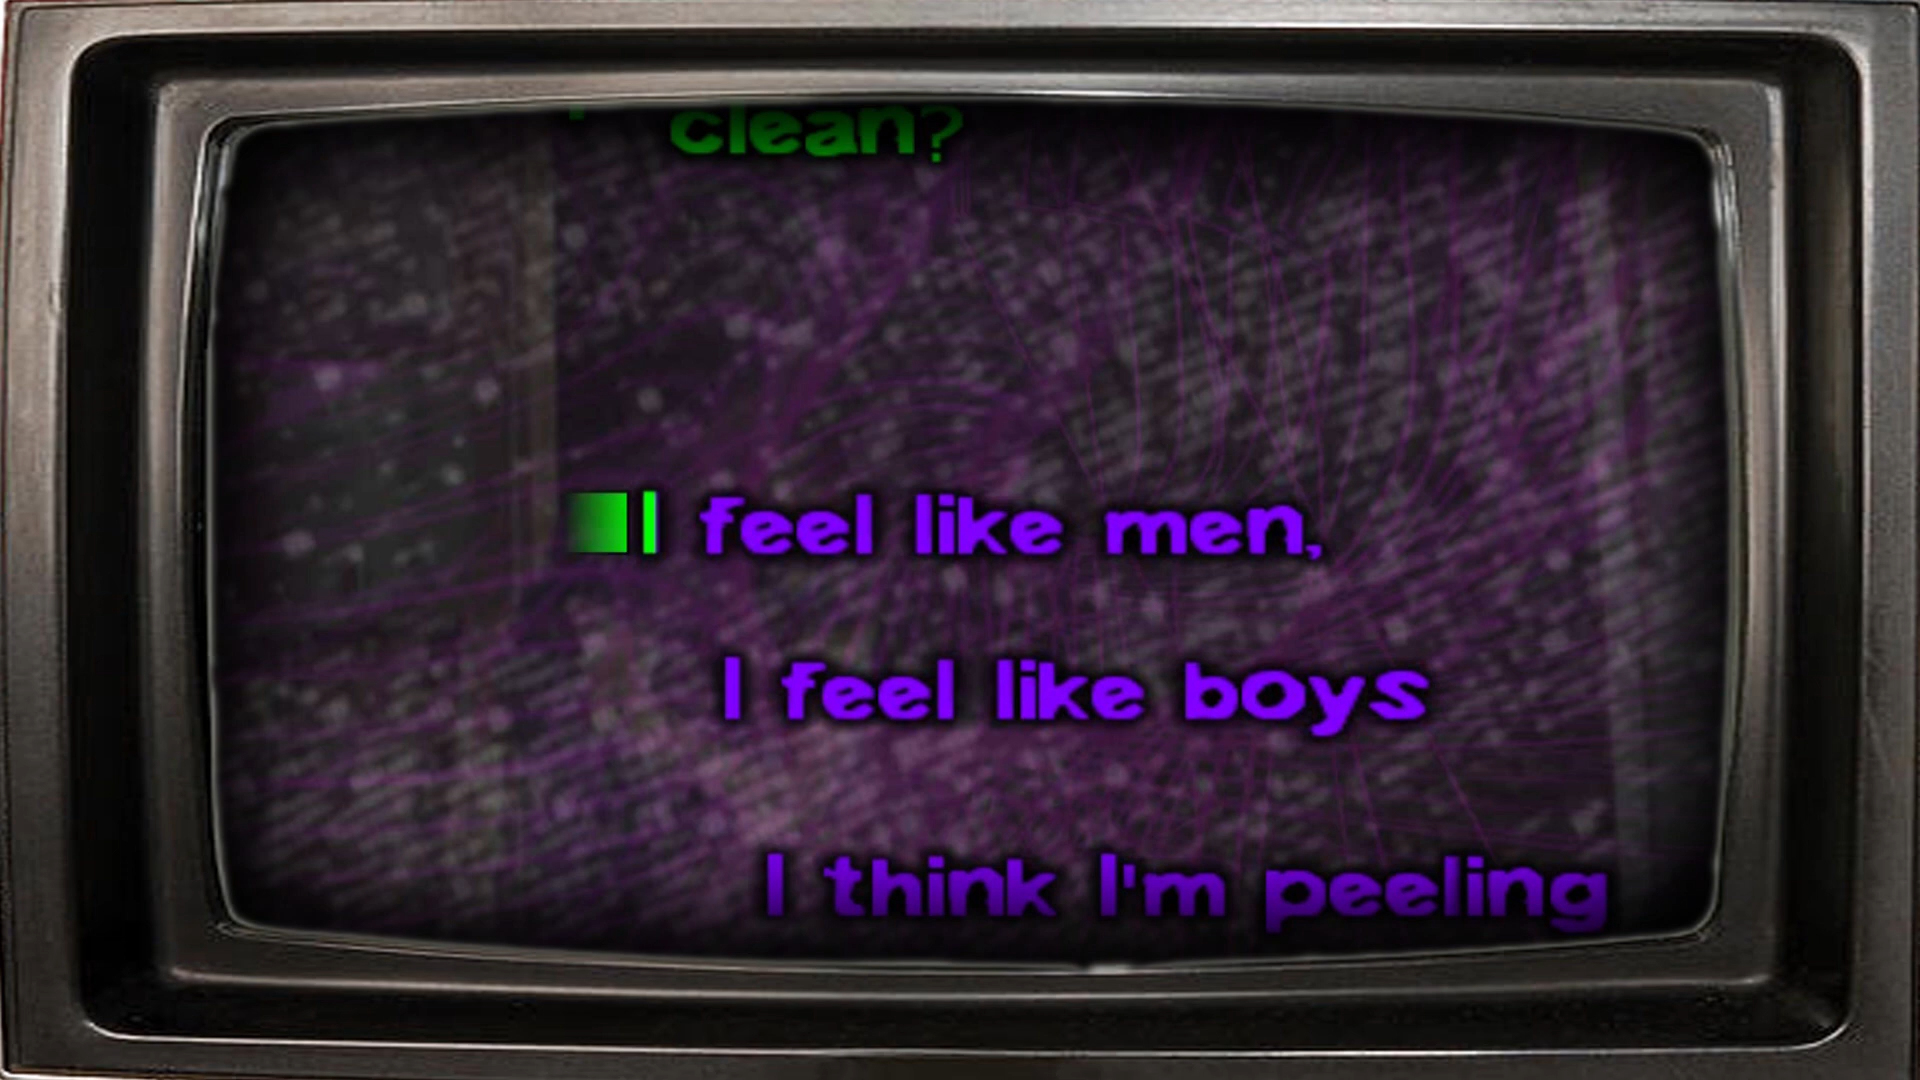 clean?
I feel like men,
I feel like boys
I think I'm peeling